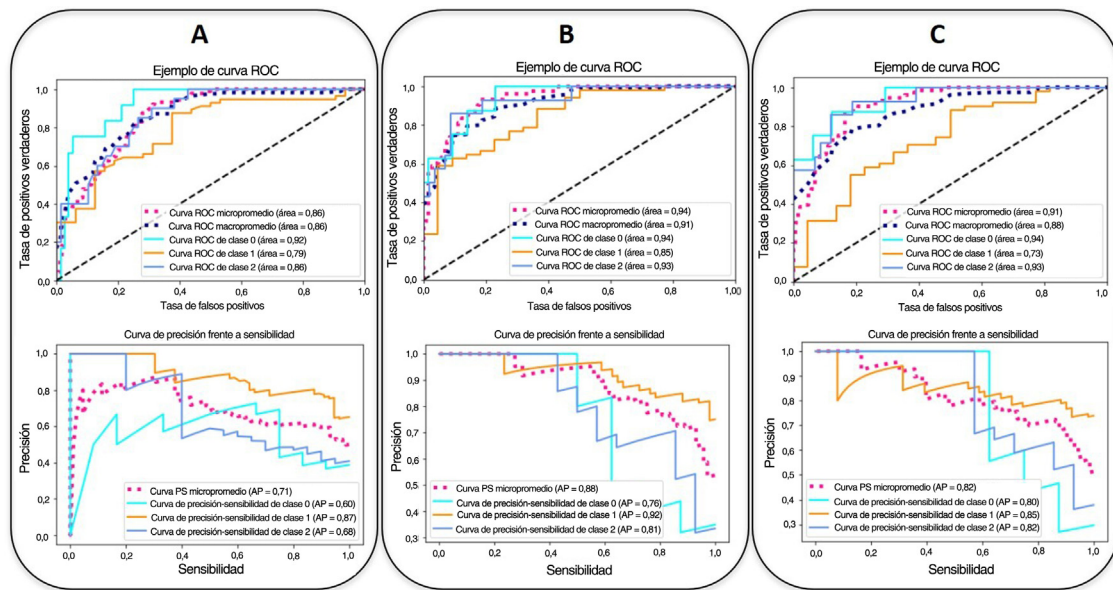 A
Ejemplo de curva ROC
Tasa de positivos verdaderos
1,0
0,8
0,6
0,4
0,2
0,0
Curva ROC micropromedio (área = 0,86)
Curva ROC macropromedio (área = 0,86)
Curva ROC de clase 0 (área = 0,92)
Curva ROC de clase 1 (área = 0,79)
Curva ROC de clase 2 (área = 0,86)
0,0 0,2 0,4 0,6 0,8 1,0
Tasa de falsos positivos
Curva de precisión frente a sensibilidad
Precisión
1,0
0,8
0,6
0,4
0,2
0,0
Curva PS micropromedio (AP = 0,71)
Curva de precisión-sensibilidad de clase 0 (AP = 0,60)
Curva de precisión-sensibilidad de clase 1 (AP = 0,87)
Curva de precisión-sensibilidad de clase 2 (AP = 0,68)
0,0 0,2 0,4 0,6 0,8 1,0
Sensibilidad
B
Ejemplo de curva ROC
Tasa de positivos verdaderos
1,0
0,8
0,6
0,4
0,2
0,0
Curva ROC micropromedio (área = 0,94)
Curva ROC macropromedio (área = 0,91)
Curva ROC de clase 0 (área = 0,94)
Curva ROC de clase 1 (área = 0,85)
Curva ROC de clase 2 (área = 0,93)
0,0 0,2 0,4 0,6 0,8 1,00
Tasa de falsos positivos
Curva de precisión frente a sensibilidad
Precisión
1,0
0,9
0,8
0,7
0,6
0,5
0,4
0,3
Curva PS micropromedio (AP = 0,88)
Curva de precisión-sensibilidad de clase 0 (AP = 0,76)
Curva de precisión-sensibilidad de clase 1 (AP = 0,92)
Curva de precisión-sensibilidad de clase 2 (AP = 0,81)
0,0 0,2 0,4 0,6 0,8 1,0
Sensibilidad
C
Ejemplo de curva ROC
Tasa de positivos verdaderos
1,0
0,8
0,6
0,4
0,2
0,0
Curva ROC micropromedio (área = 0,91)
Curva ROC macropromedio (área = 0,88)
Curva ROC de clase 0 (área = 0,94)
Curva ROC de clase 1 (área = 0,73)
Curva ROC de clase 2 (área = 0,93)
0,0 0,2 0,4 0,6 0,8 1,0
Tasa de falsos positivos
Curva de precisión frente a sensibilidad
Precisión
1,0
0,9
0,8
0,7
0,6
0,5
0,4
0,3
Curva PS micropromedio (AP = 0,82)
Curva de precisión-sensibilidad de clase 0 (AP = 0,80)
Curva de precisión-sensibilidad de clase 1 (AP = 0,85)
Curva de precisión-sensibilidad de clase 2 (AP = 0,82)
0,0 0,2 0,4 0,6 0,8 1,0
Sensibilidad